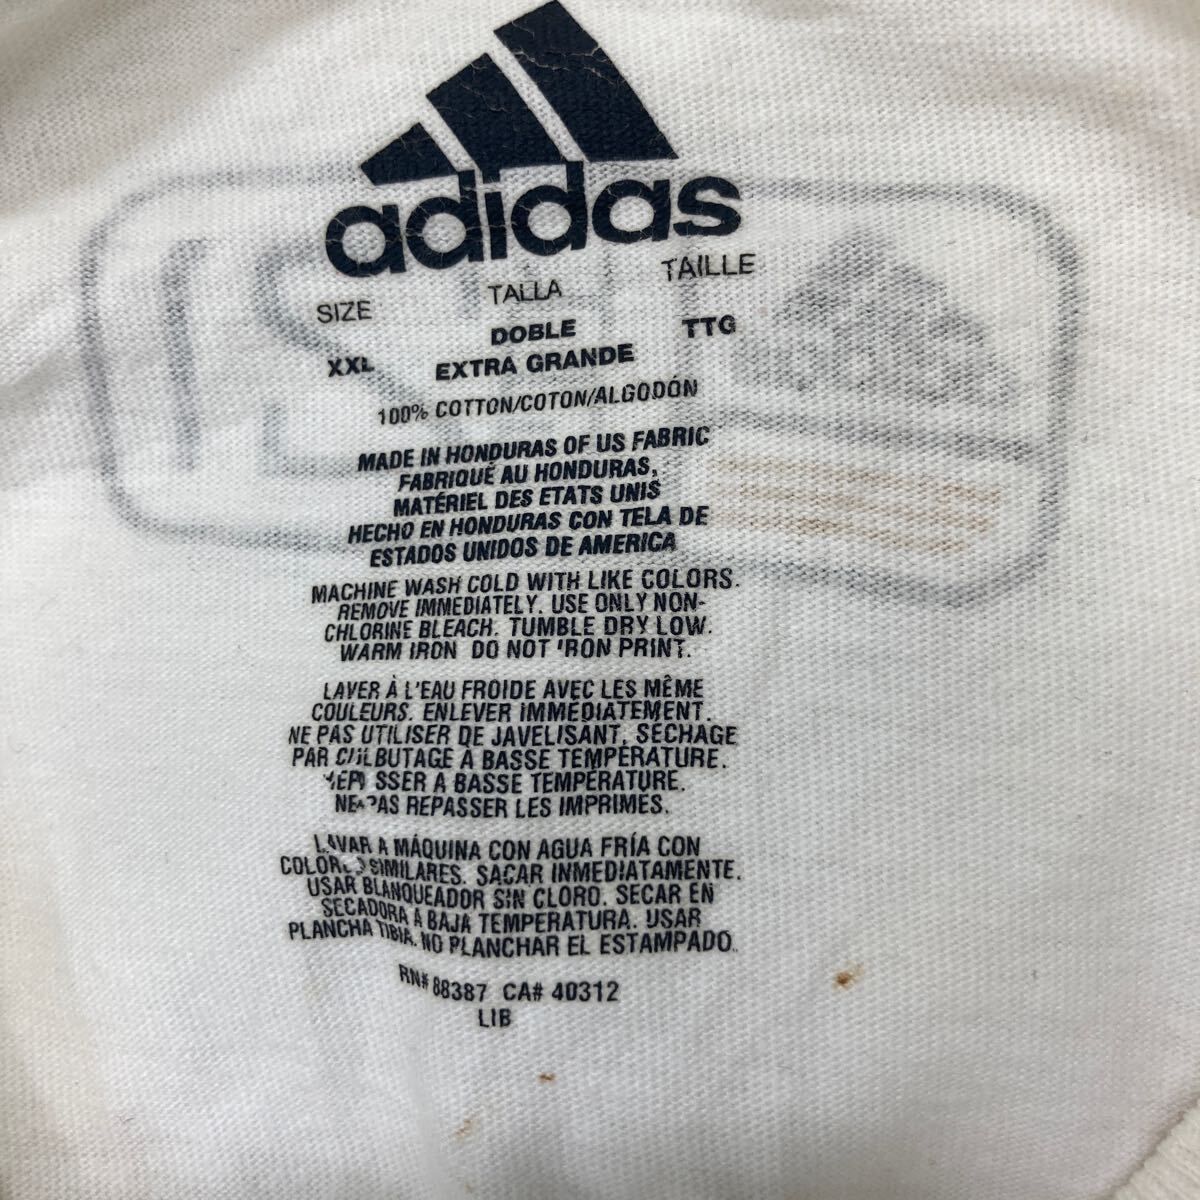 adidas
SIZE TALLA TAILLE
XXL DOBLE EXTRA GRANDE TTG
100% COTTON/COTON/ALGODÓN
MADE IN HONDURAS OF US FABRIC
FABRIQUÉ AU HONDURAS,
MATÉRIEL DES ETATS UNIS
HECHO EN HONDURAS CON TELA DE
ESTADOS UNIDOS DE AMERICA
MACHINE WASH COLD WITH LIKE COLORS.
REMOVE IMMEDIATELY. USE ONLY NON-
CHLORINE BLEACH. TUMBLE DRY LOW.
WARM IRON DO NOT IRON PRINT.
LAVER À L'EAU FROIDE AVEC LES MÊME
COULEURS. ENLEVER IMMÉDIATEMENT.
NE PAS UTILISER DE JAVELISANT. SÉCHAGE
PAR CULBUTAGE À BASSE TEMPÉRATURE.
REPASSER A BASSE TEMPÉRATURE.
NE PAS REPASSER LES IMPRIMÉS.
LAVAR A MÁQUINA CON AGUA FRÍA CON
COLORES SIMILARES. SACAR INMEDIATAMENTE.
USAR BLANQUEADOR SIN CLORO. SECAR EN
SECADORA A BAJA TEMPERATURA. USAR
PLANCHA TIBIA. NO PLANCHAR EL ESTAMPADO.
RN# 88387 CA# 40312
LIB